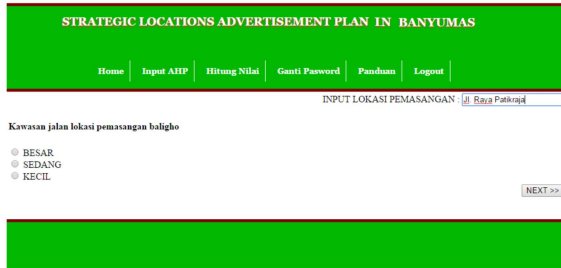 STRATEGIC LOCATIONS ADVERTISEMENT PLAN IN BANYUMAS
Home Input AHP Hitung Nilai Ganti Pasword Panduan Logout
INPUT LOKASI PEMASANGAN : Jl. Raya Patikraja
Kawasan jalan lokasi pemasangan baligho
BESAR
SEDANG
KECIL
NEXT >>